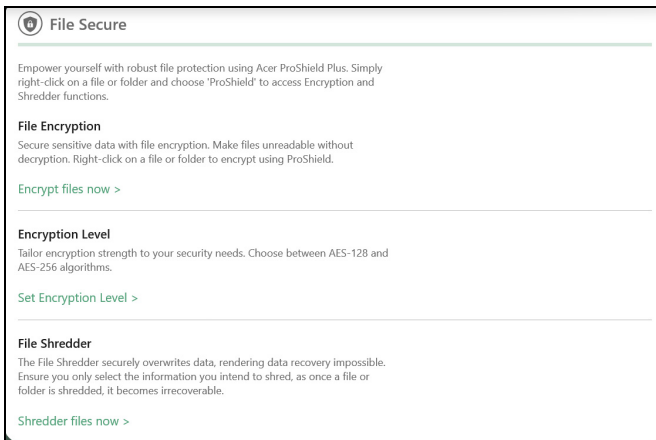 File Secure
Empower yourself with robust file protection using Acer ProShield Plus. Simply
right-click on a file or folder and choose 'ProShield' to access Encryption and
Shredder functions.
File Encryption
Secure sensitive data with file encryption. Make files unreadable without
decryption. Right-click on a file or folder to encrypt using ProShield.
Encrypt files now >
Encryption Level
Tailor encryption strength to your security needs. Choose between AES-128 and
AES-256 algorithms.
Set Encryption Level >
File Shredder
The File Shredder securely overwrites data, rendering data recovery impossible.
Ensure you only select the information you intend to shred, as once a file or
folder is shredded, it becomes irrecoverable.
Shredder files now >